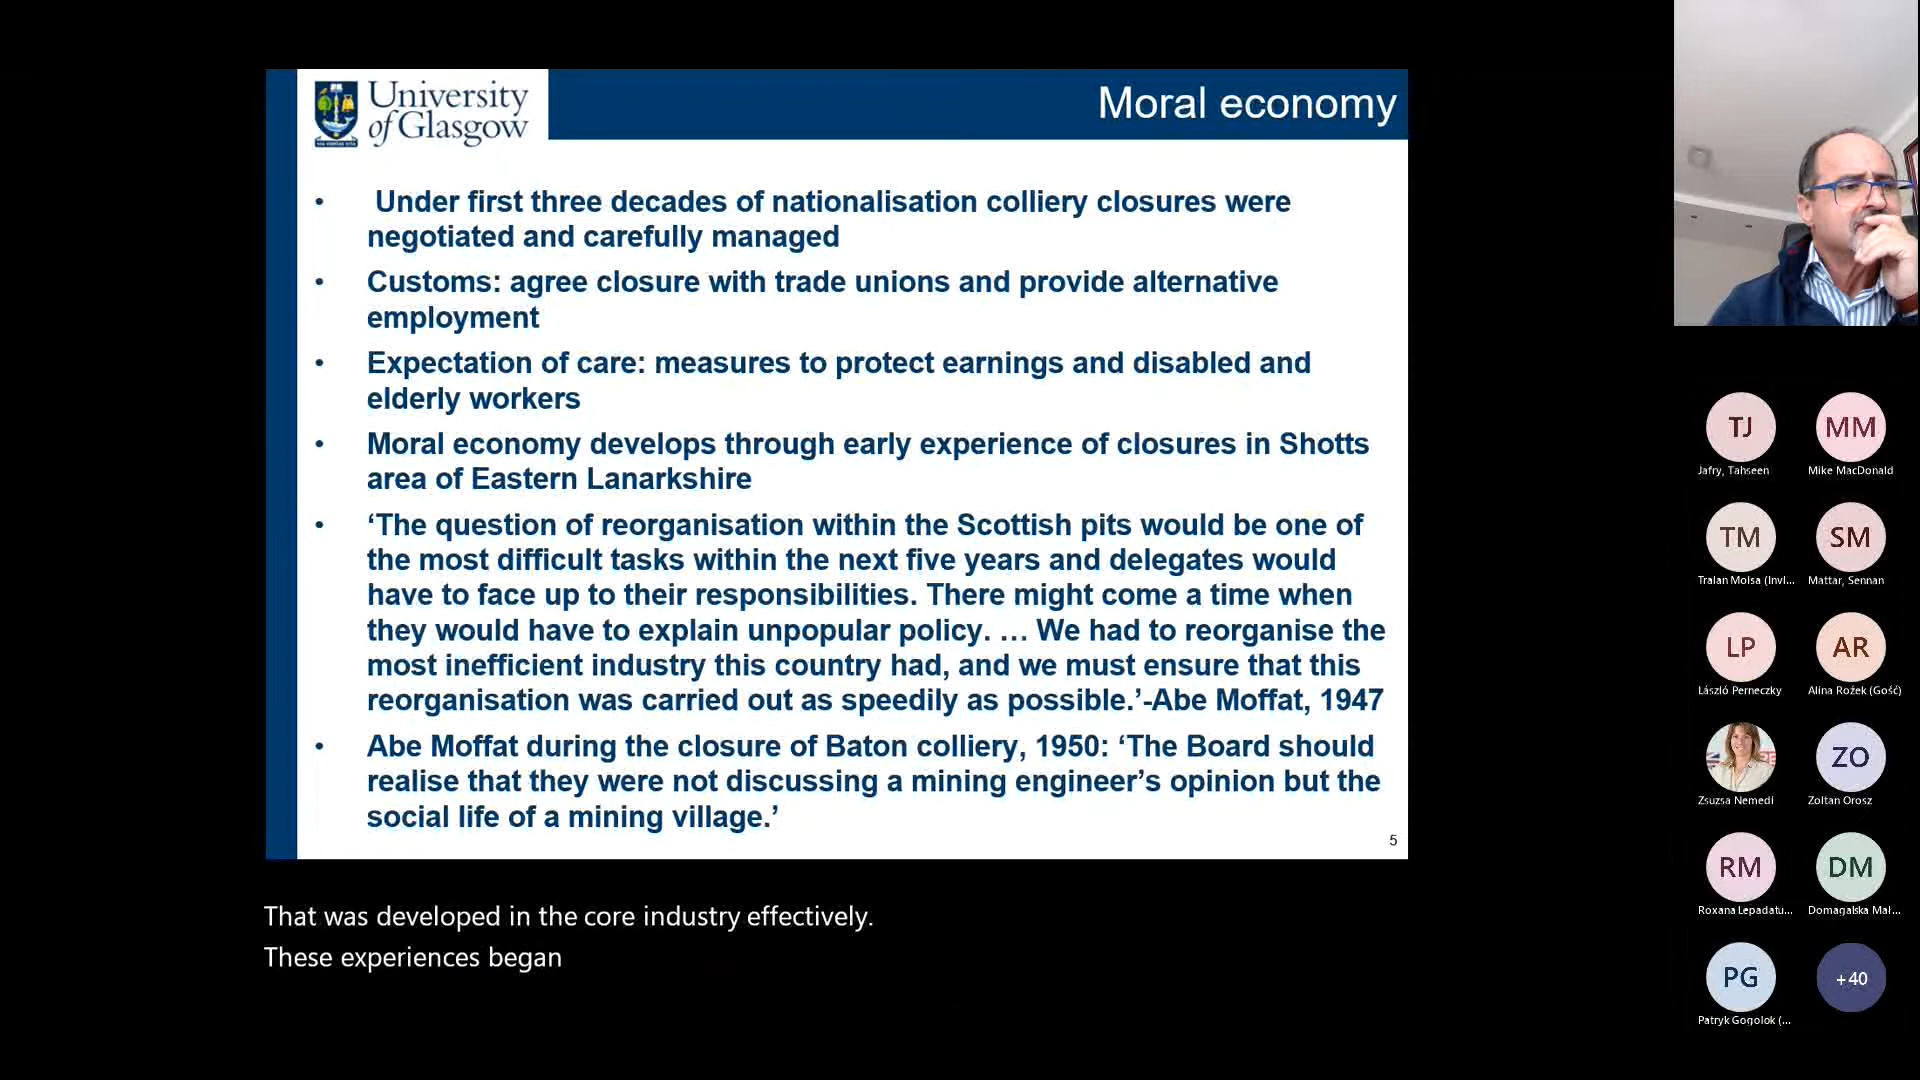 University
of Glasgow
Moral economy
• Under first three decades of nationalisation colliery closures were
negotiated and carefully managed
• Customs: agree closure with trade unions and provide alternative
employment
• Expectation of care: measures to protect earnings and disabled and
elderly workers
• Moral economy develops through early experience of closures in Shotts
area of Eastern Lanarkshire
• ‘The question of reorganisation within the Scottish pits would be one of
the most difficult tasks within the next five years and delegates would
have to face up to their responsibilities. There might come a time when
they would have to explain unpopular policy. … We had to reorganise the
most inefficient industry this country had, and we must ensure that this
reorganisation was carried out as speedily as possible.’-Abe Moffat, 1947
• Abe Moffat during the closure of Baton colliery, 1950: ‘The Board should
realise that they were not discussing a mining engineer’s opinion but the
social life of a mining village.’
5
That was developed in the core industry effectively.
These experiences began
TJ MM
Jafry, Tahseen Mike MacDonald
TM SM
Traian Moisa (Invi... Mattar, Sennan
LP AR
László Perneczky Alina Rożek (Gość)
ZO
Zsuzsa Nemedi Zoltan Orosz
RM DM
Roxana Lepadatu... Domagalska Mał...
PG +40
Patryk Gogolok (...